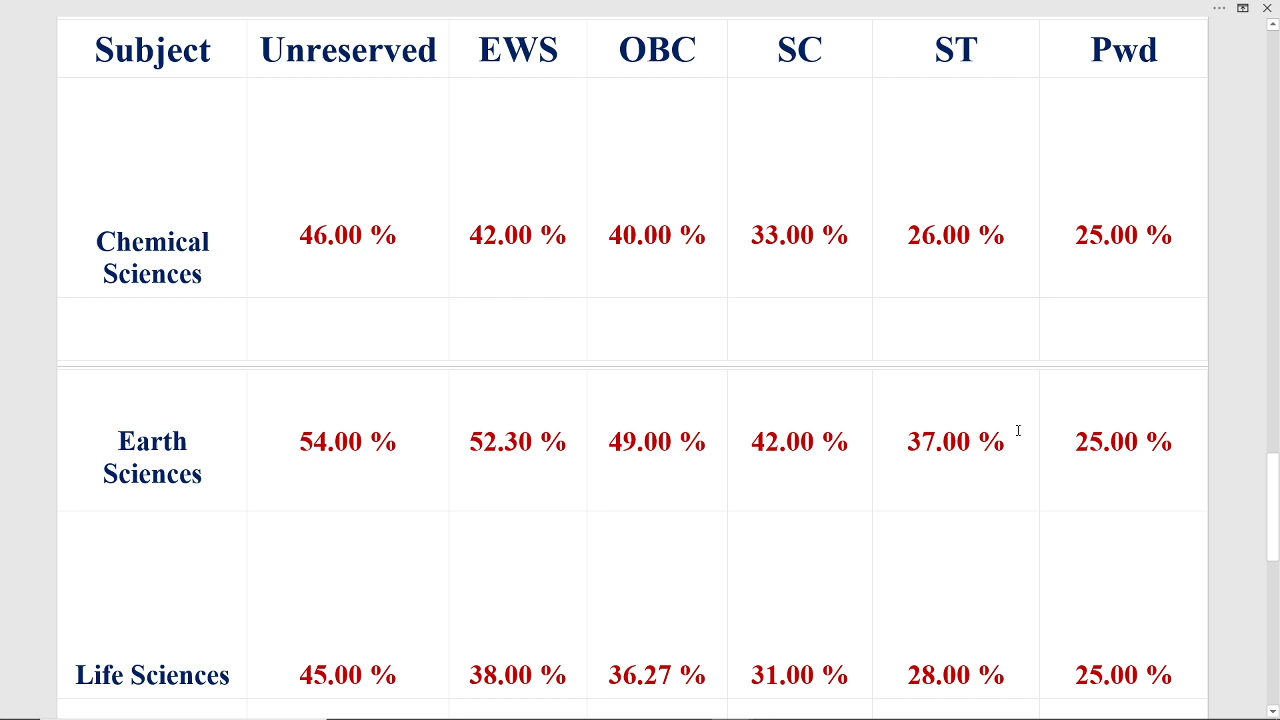 Subject Unreserved EWS OBC SC ST Pwd
Chemical
Sciences
46.00 % 42.00 % 40.00 % 33.00 % 26.00 % 25.00 %
Earth
Sciences
54.00 % 52.30 % 49.00 % 42.00 % 37.00 % 25.00 %
Life Sciences 45.00 % 38.00 % 36.27 % 31.00 % 28.00 % 25.00 %